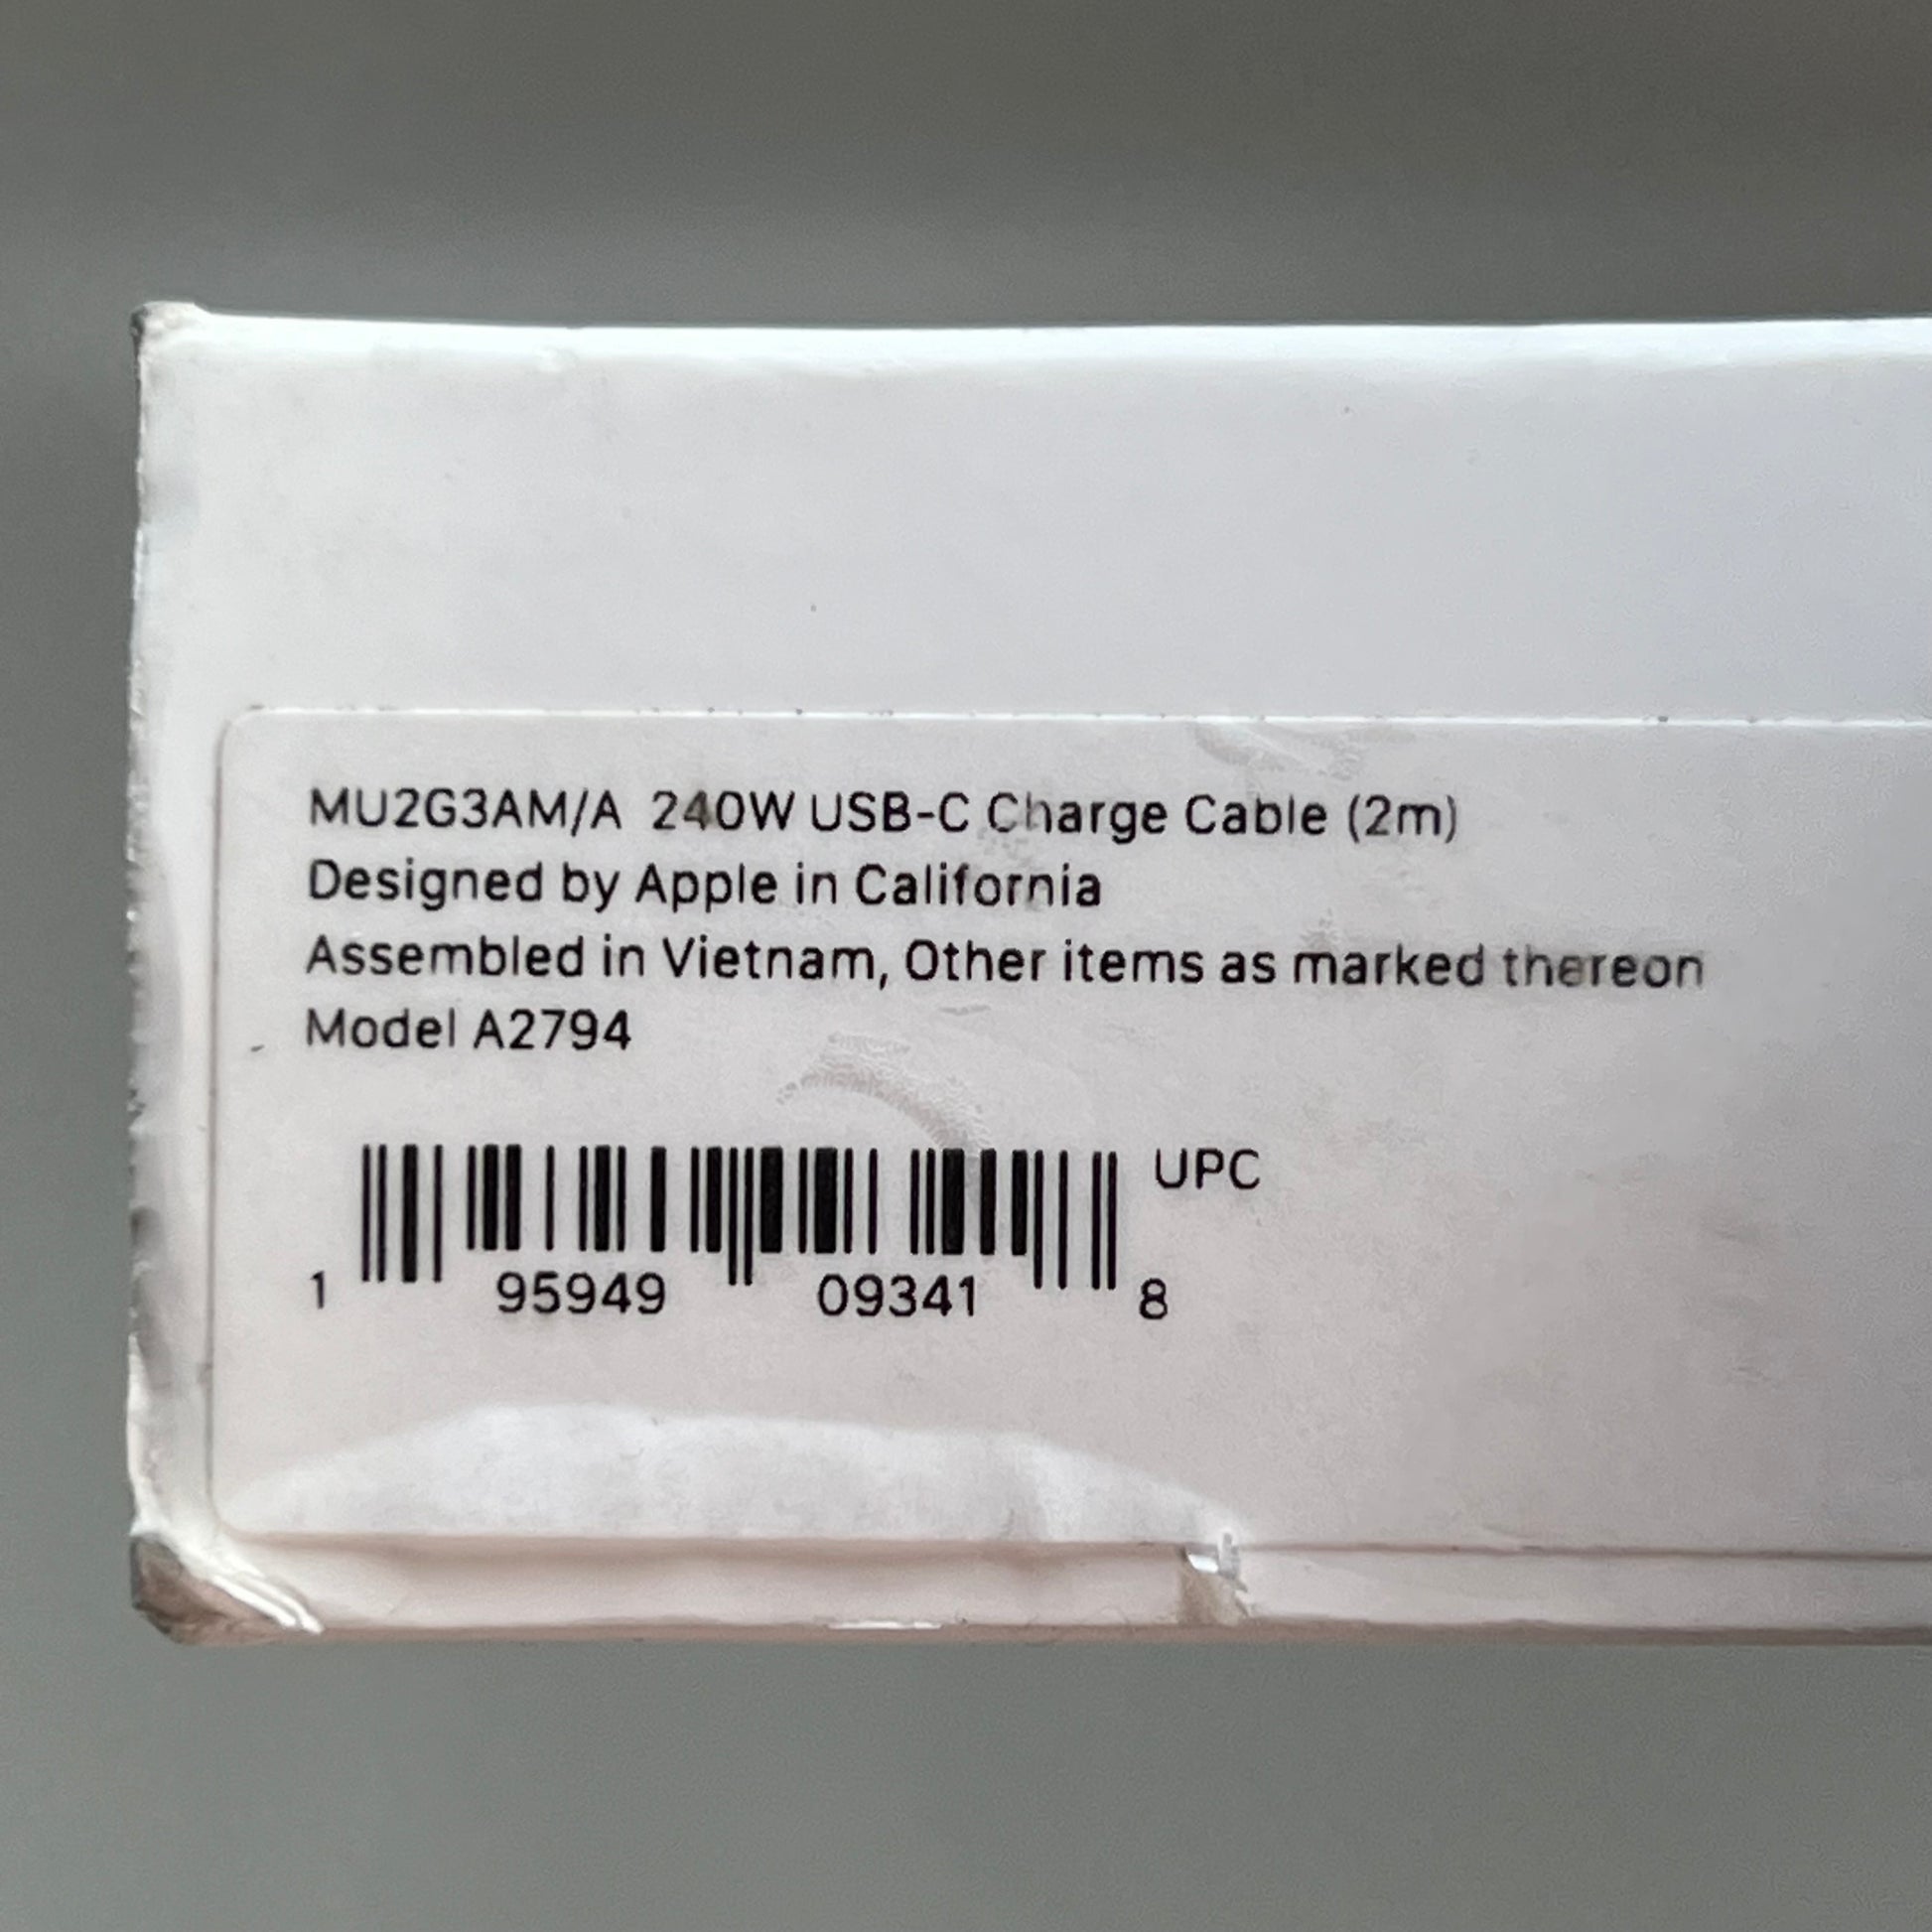 MU2G3AM/A 240W USB-C Charge Cable (2m)
Designed by Apple in California
Assembled in Vietnam, Other items as marked thereon
Model A2794
UPC
1 95949 09341 8